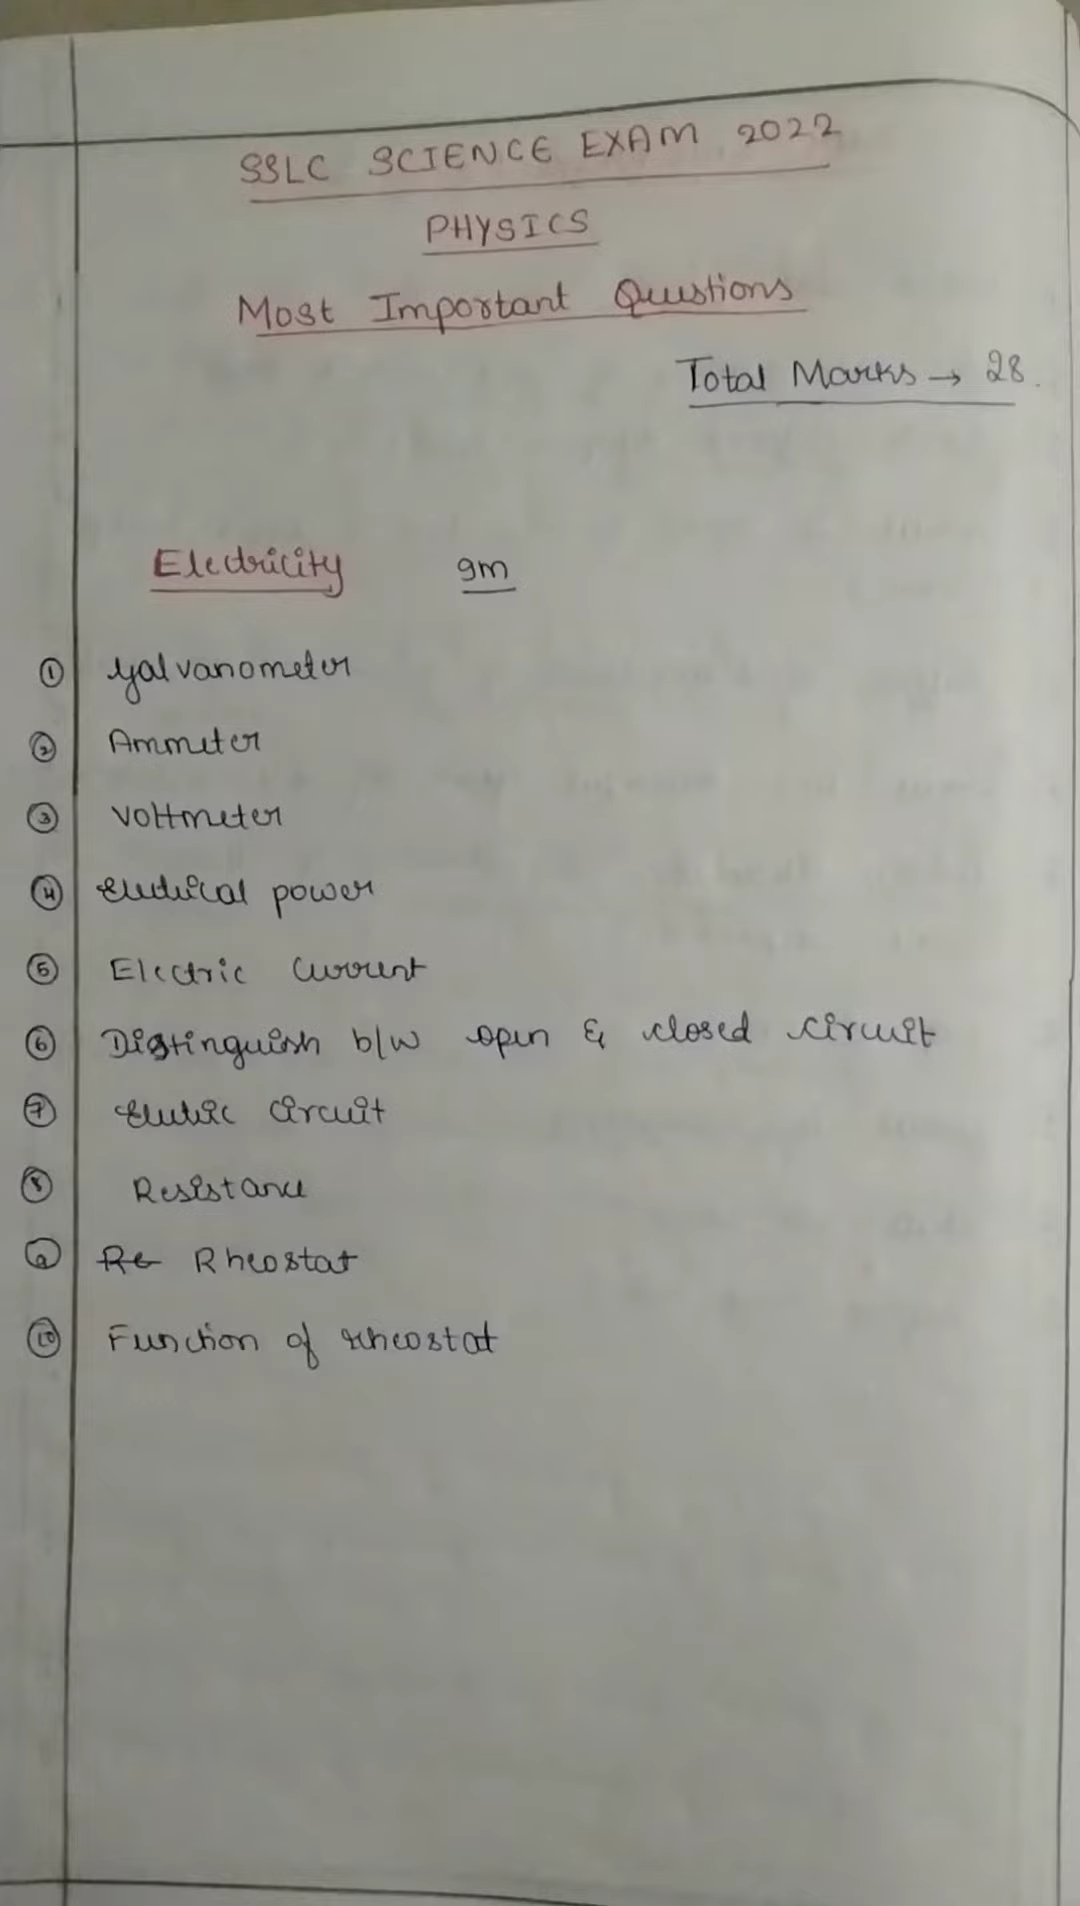 SSLC SCIENCE EXAM 2022
PHYSICS
Most Important Questions
Total Marks → 28.
Electricity 9m
① Galvanometer
② Ammeter
③ Voltmeter
④ Electrical power
⑤ Electric Current
⑥ Distinguish b/w open & closed circuit
⑦ Electric circuit
⑧ Resistance
⑨ Re Rheostat
⑩ Function of rheostat